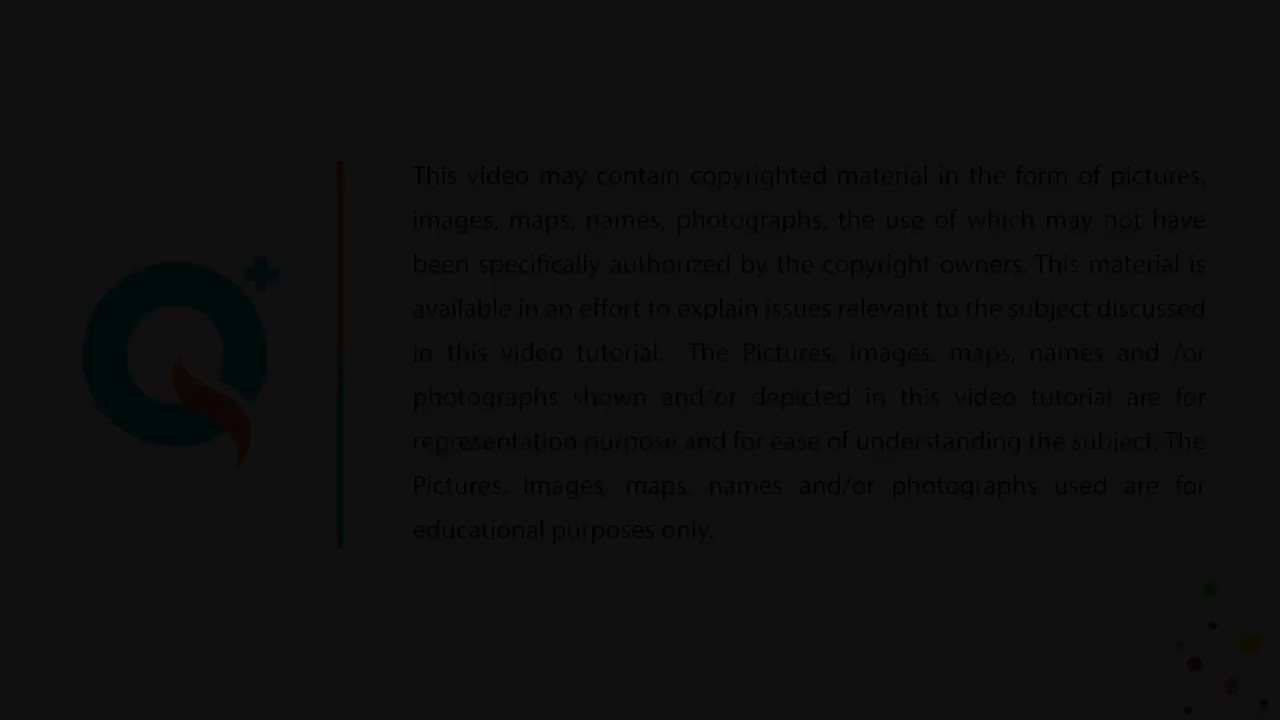 This video may contain copyrighted material in the form of pictures,
images, maps, names, photographs, the use of which may not have
been specifically authorized by the copyright owners. This material is
available in an effort to explain issues relevant to the subject discussed
in this video tutorial. The Pictures, images, maps, names and /or
photographs shown and/or depicted in this video tutorial are for
representation purpose and for ease of understanding the subject. The
Pictures, Images, maps, names and/or photographs used are for
educational purposes only.